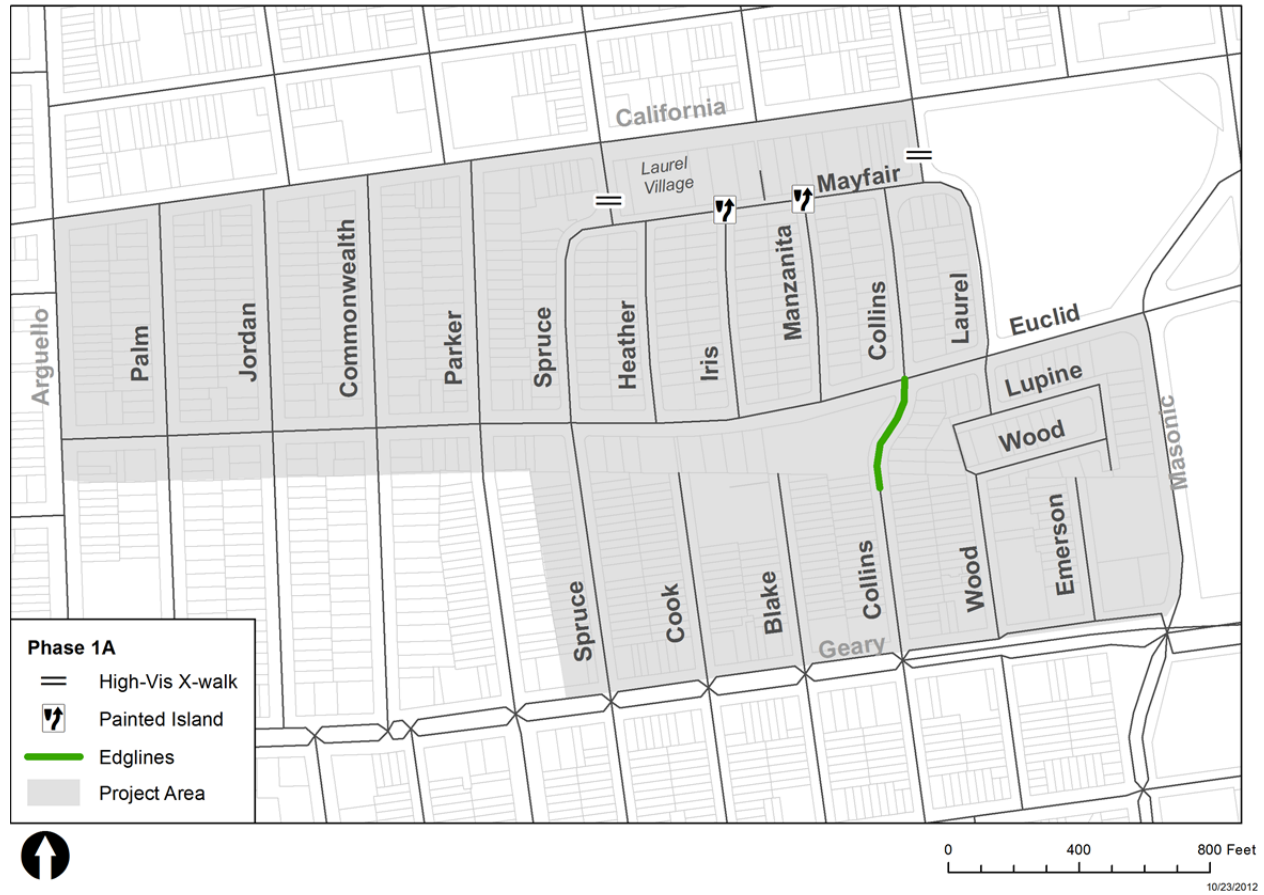 California
Laurel
Village
Mayfair
Arguello
Palm
Jordan
Commonwealth
Parker
Spruce
Heather
Iris
Manzanita
Collins
Laurel
Euclid
Lupine
Wood
Masonic
Spruce
Cook
Blake
Collins
Wood
Emerson
Geary
Phase 1A
High-Vis X-walk
Painted Island
Edglines
Project Area
0 400 800 Feet
10/23/2012